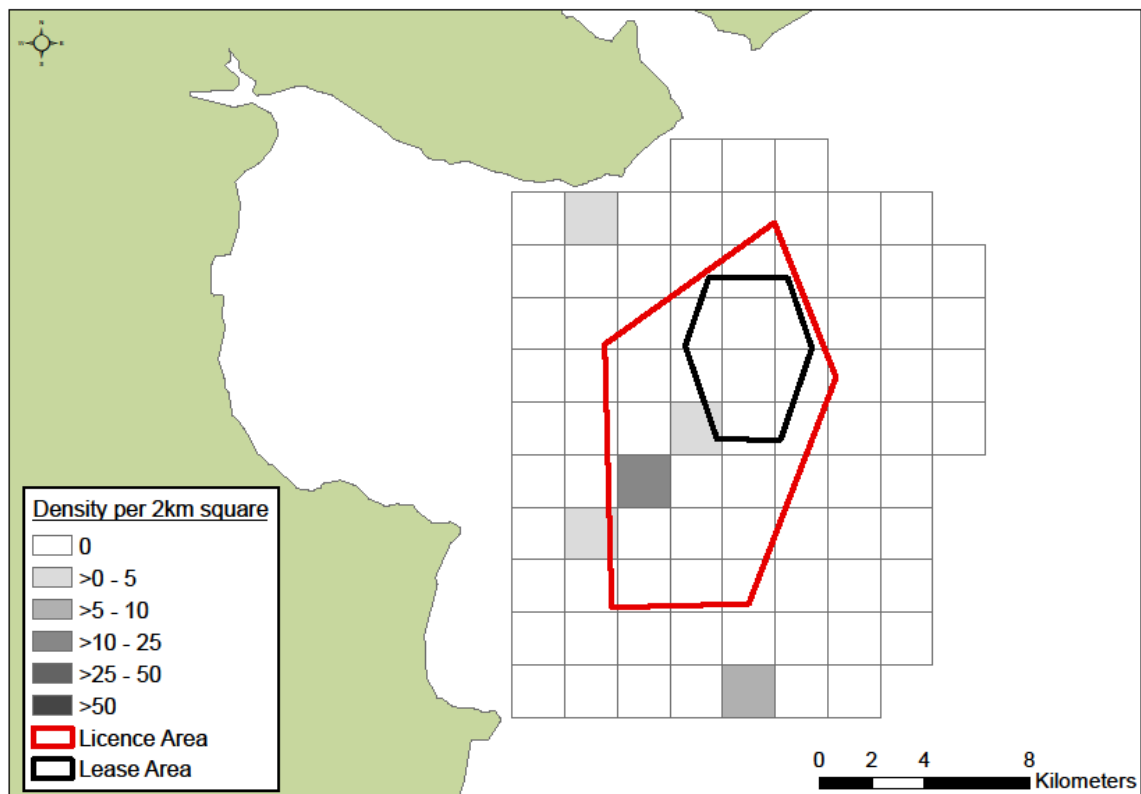 N
E
S
Density per 2km square
0
>0 - 5
>5 - 10
>10 - 25
>25 - 50
>50
Licence Area
Lease Area
0 2 4 8
Kilometers